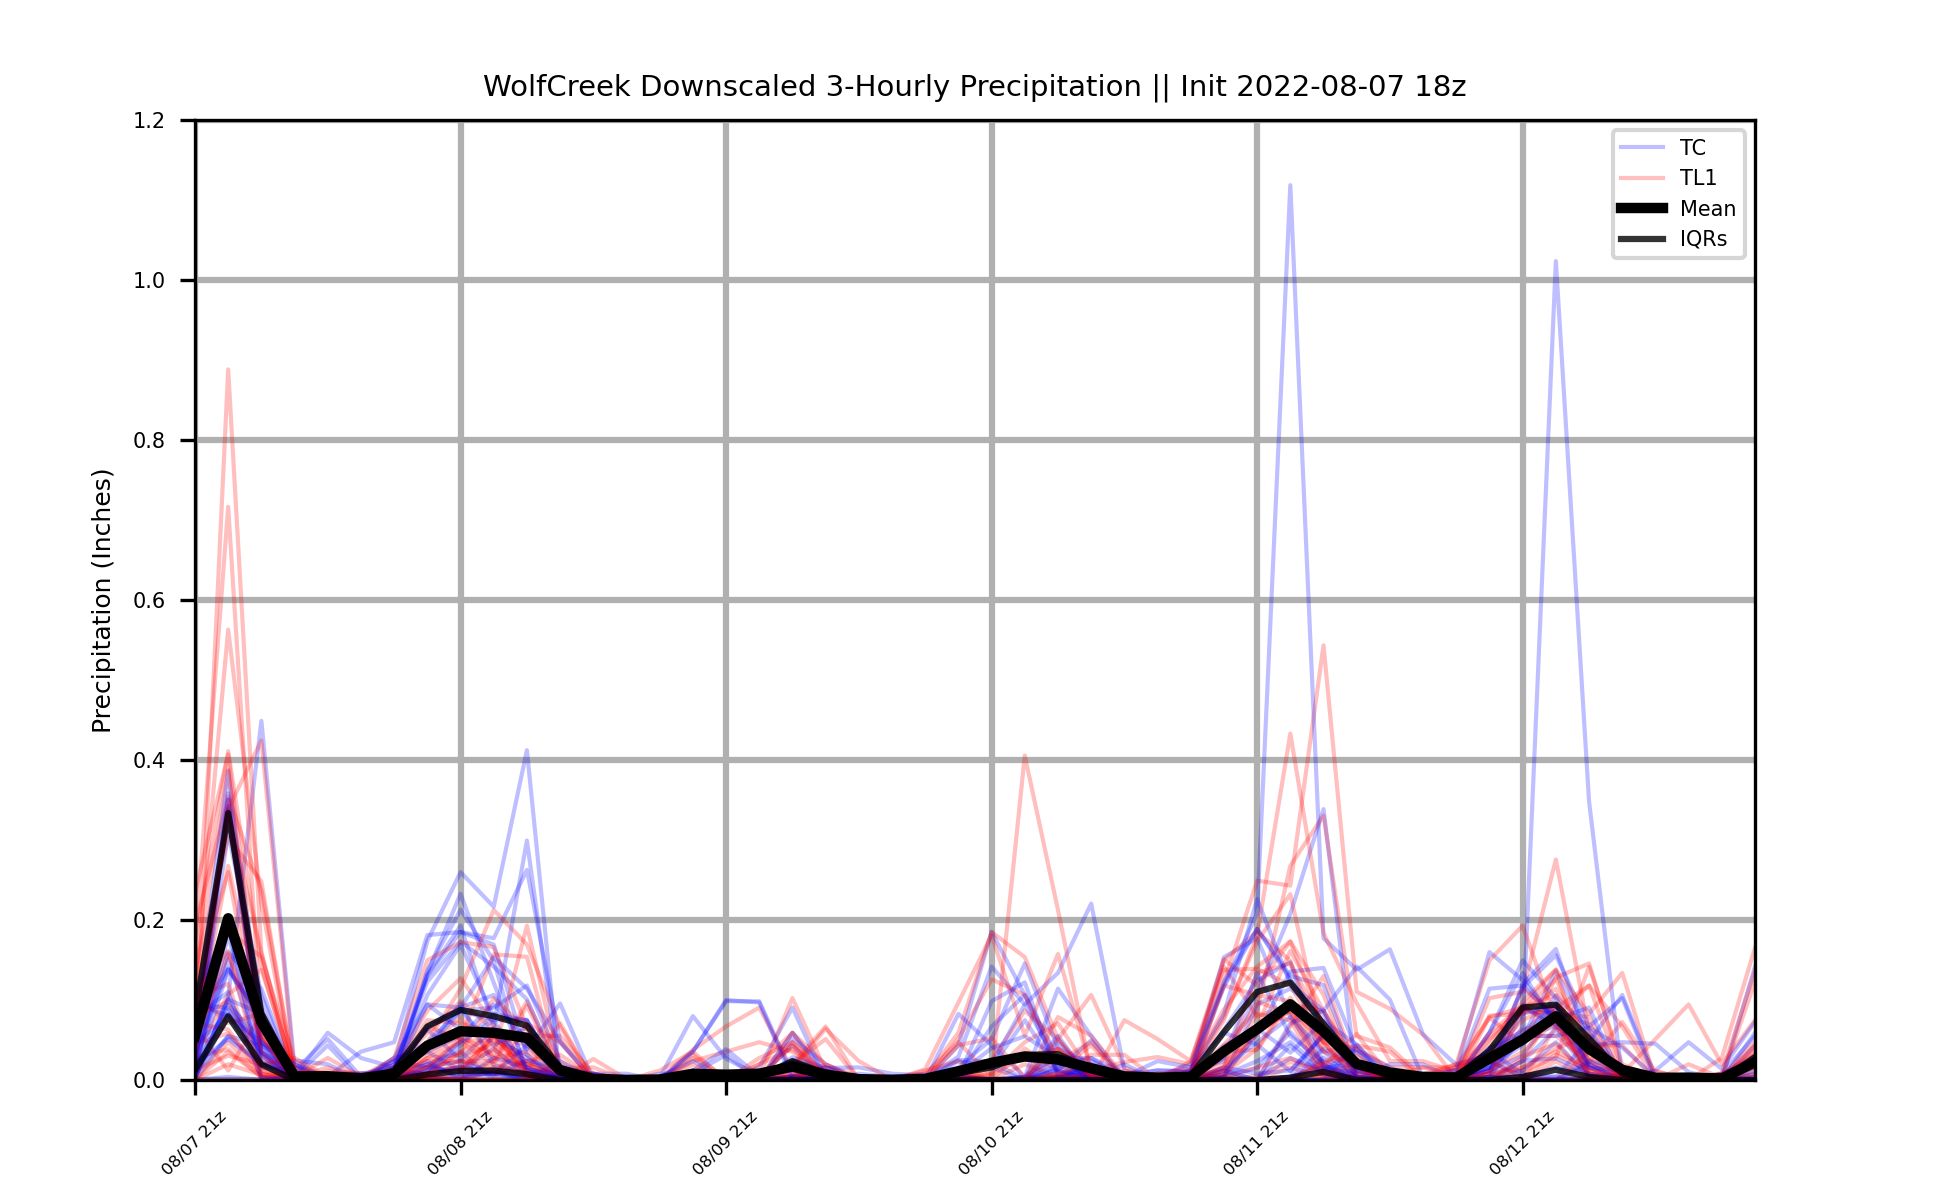 WolfCreek Downscaled 3-Hourly Precipitation || Init 2022-08-07 18z
Precipitation (Inches)
1.2
1.0
0.8
0.6
0.4
0.2
0.0
TC
TL1
Mean
IQRs
08/07 21z
08/08 21z
08/09 21z
08/10 21z
08/11 21z
08/12 21z